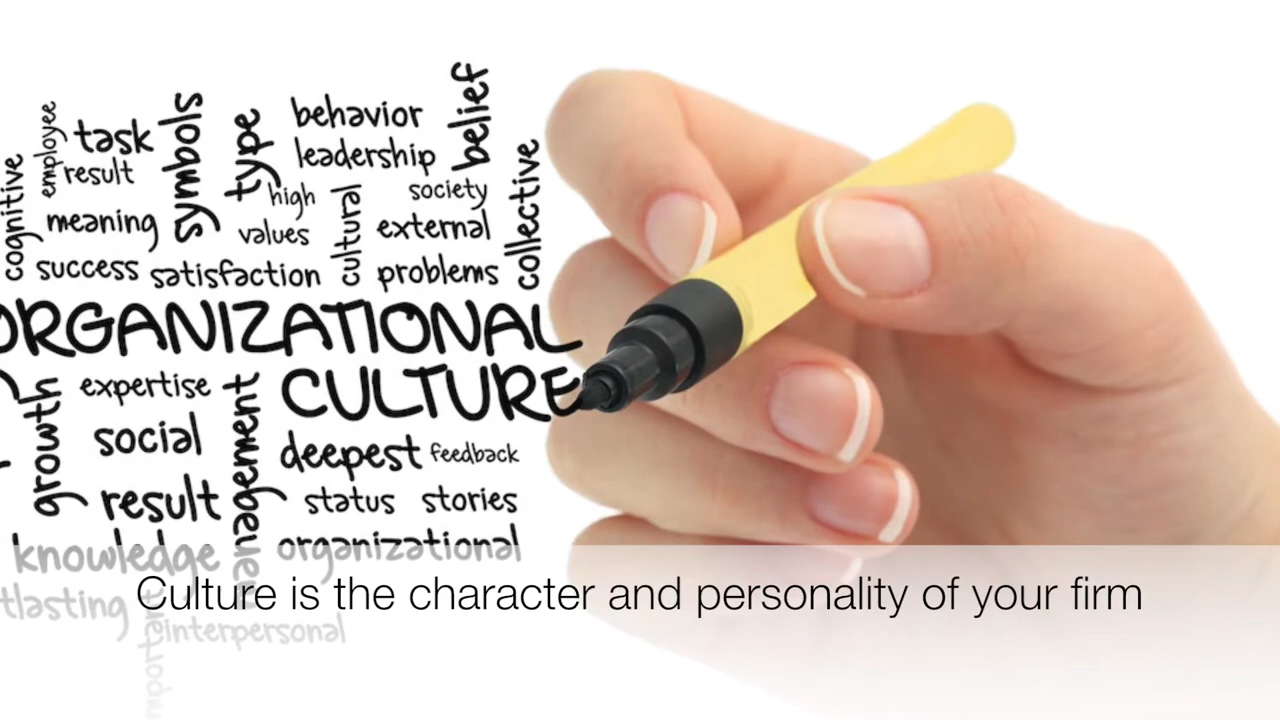 employee
task
symbols
type
behavior
belief
cognitive
result
leadership
high
society
collective
meaning
values
cultural
external
success
satisfaction
problems
ORGANIZATIONAL
CULTURE
growth
expertise
social
deepest
feedback
result
status
stories
knowledge
organizational
tlasting
interpersonal
Culture is the character and personality of your firm